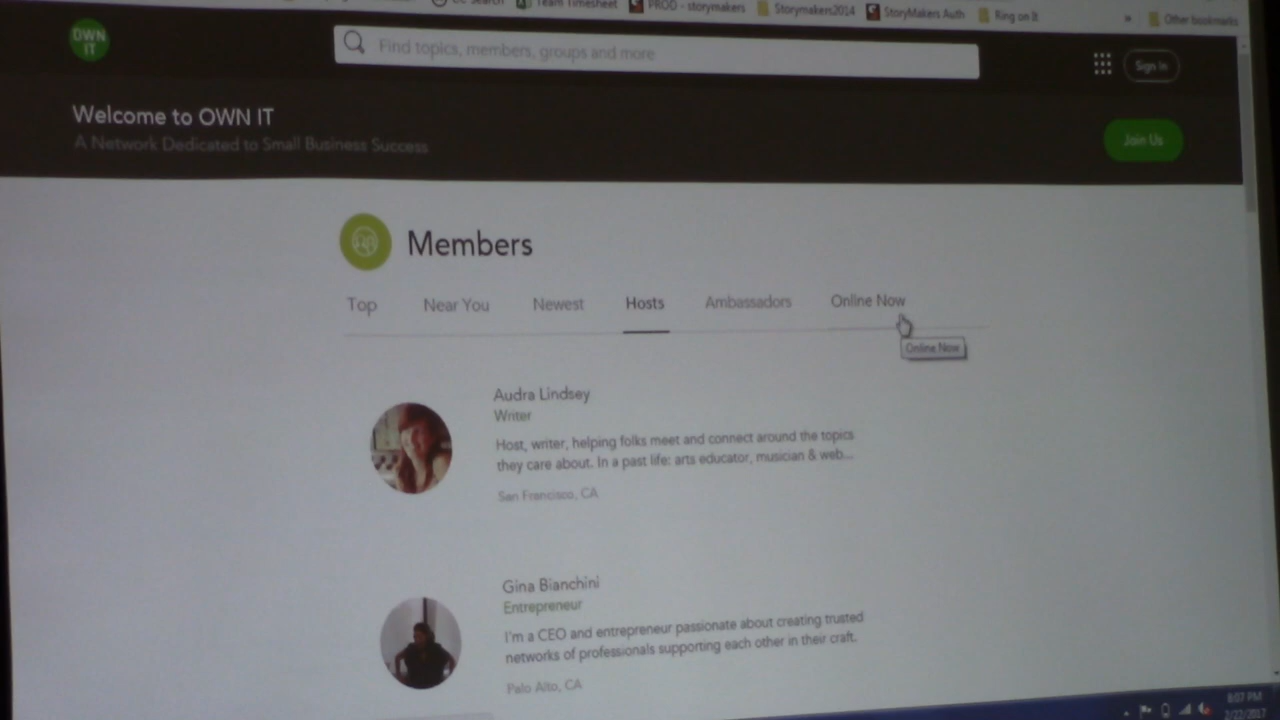 Team Timesheet
PROD - storymakers
Storymakers2014
StoryMakers Auth
Ring on It
»
Other bookmarks
OWN
IT
Find topics, members, groups and more
Sign In
Welcome to OWN IT
A Network Dedicated to Small Business Success
Join Us
Members
Top Near You Newest Hosts Ambassadors Online Now
Online Now
Audra Lindsey
Writer
Host, writer, helping folks meet and connect around the topics
they care about. In a past life: arts educator, musician & web...
San Francisco, CA
Gina Bianchini
Entrepreneur
I'm a CEO and entrepreneur passionate about creating trusted
networks of professionals supporting each other in their craft.
Palo Alto, CA
8:07 PM